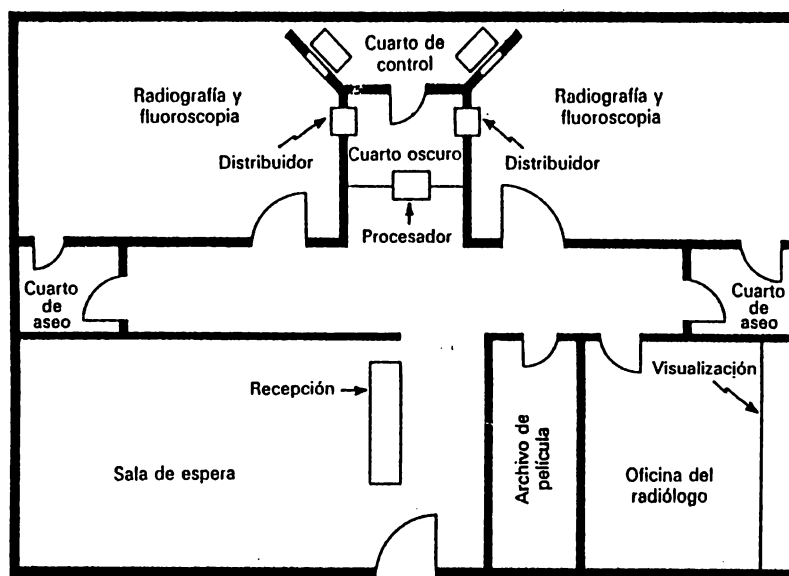 Cuarto de
control
Radiografía y
fluoroscopia
Radiografía y
fluoroscopia
Distribuidor
Cuarto oscuro
Distribuidor
Procesador
Cuarto
de
aseo
Cuarto
de
aseo
Recepción
Visualización
Sala de espera
Archivo de
película
Oficina del
radiólogo